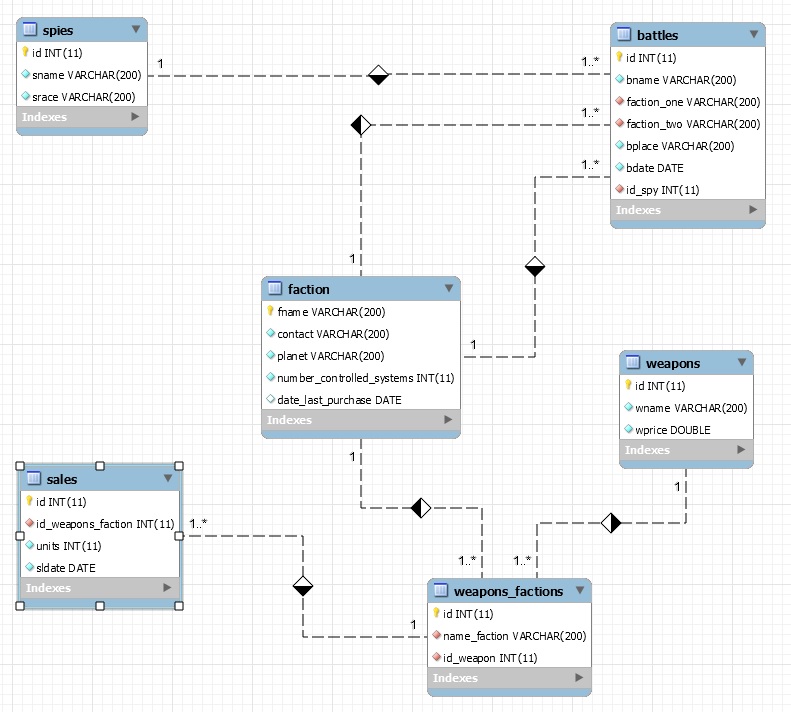 spies
id INT(11)
sname VARCHAR(200)
srace VARCHAR(200)
Indexes
1
1..*
battles
id INT(11)
bname VARCHAR(200)
faction_one VARCHAR(200)
faction_two VARCHAR(200)
bplace VARCHAR(200)
bdate DATE
id_spy INT(11)
Indexes
1..*
1..*
1
1
faction
fname VARCHAR(200)
contact VARCHAR(200)
planet VARCHAR(200)
number_controlled_systems INT(11)
date_last_purchase DATE
Indexes
weapons
id INT(11)
wname VARCHAR(200)
wprice DOUBLE
Indexes
1
1
sales
id INT(11)
id_weapons_faction INT(11)
units INT(11)
sldate DATE
Indexes
1..*
1..*
1..*
1
weapons_factions
id INT(11)
name_faction VARCHAR(200)
id_weapon INT(11)
Indexes